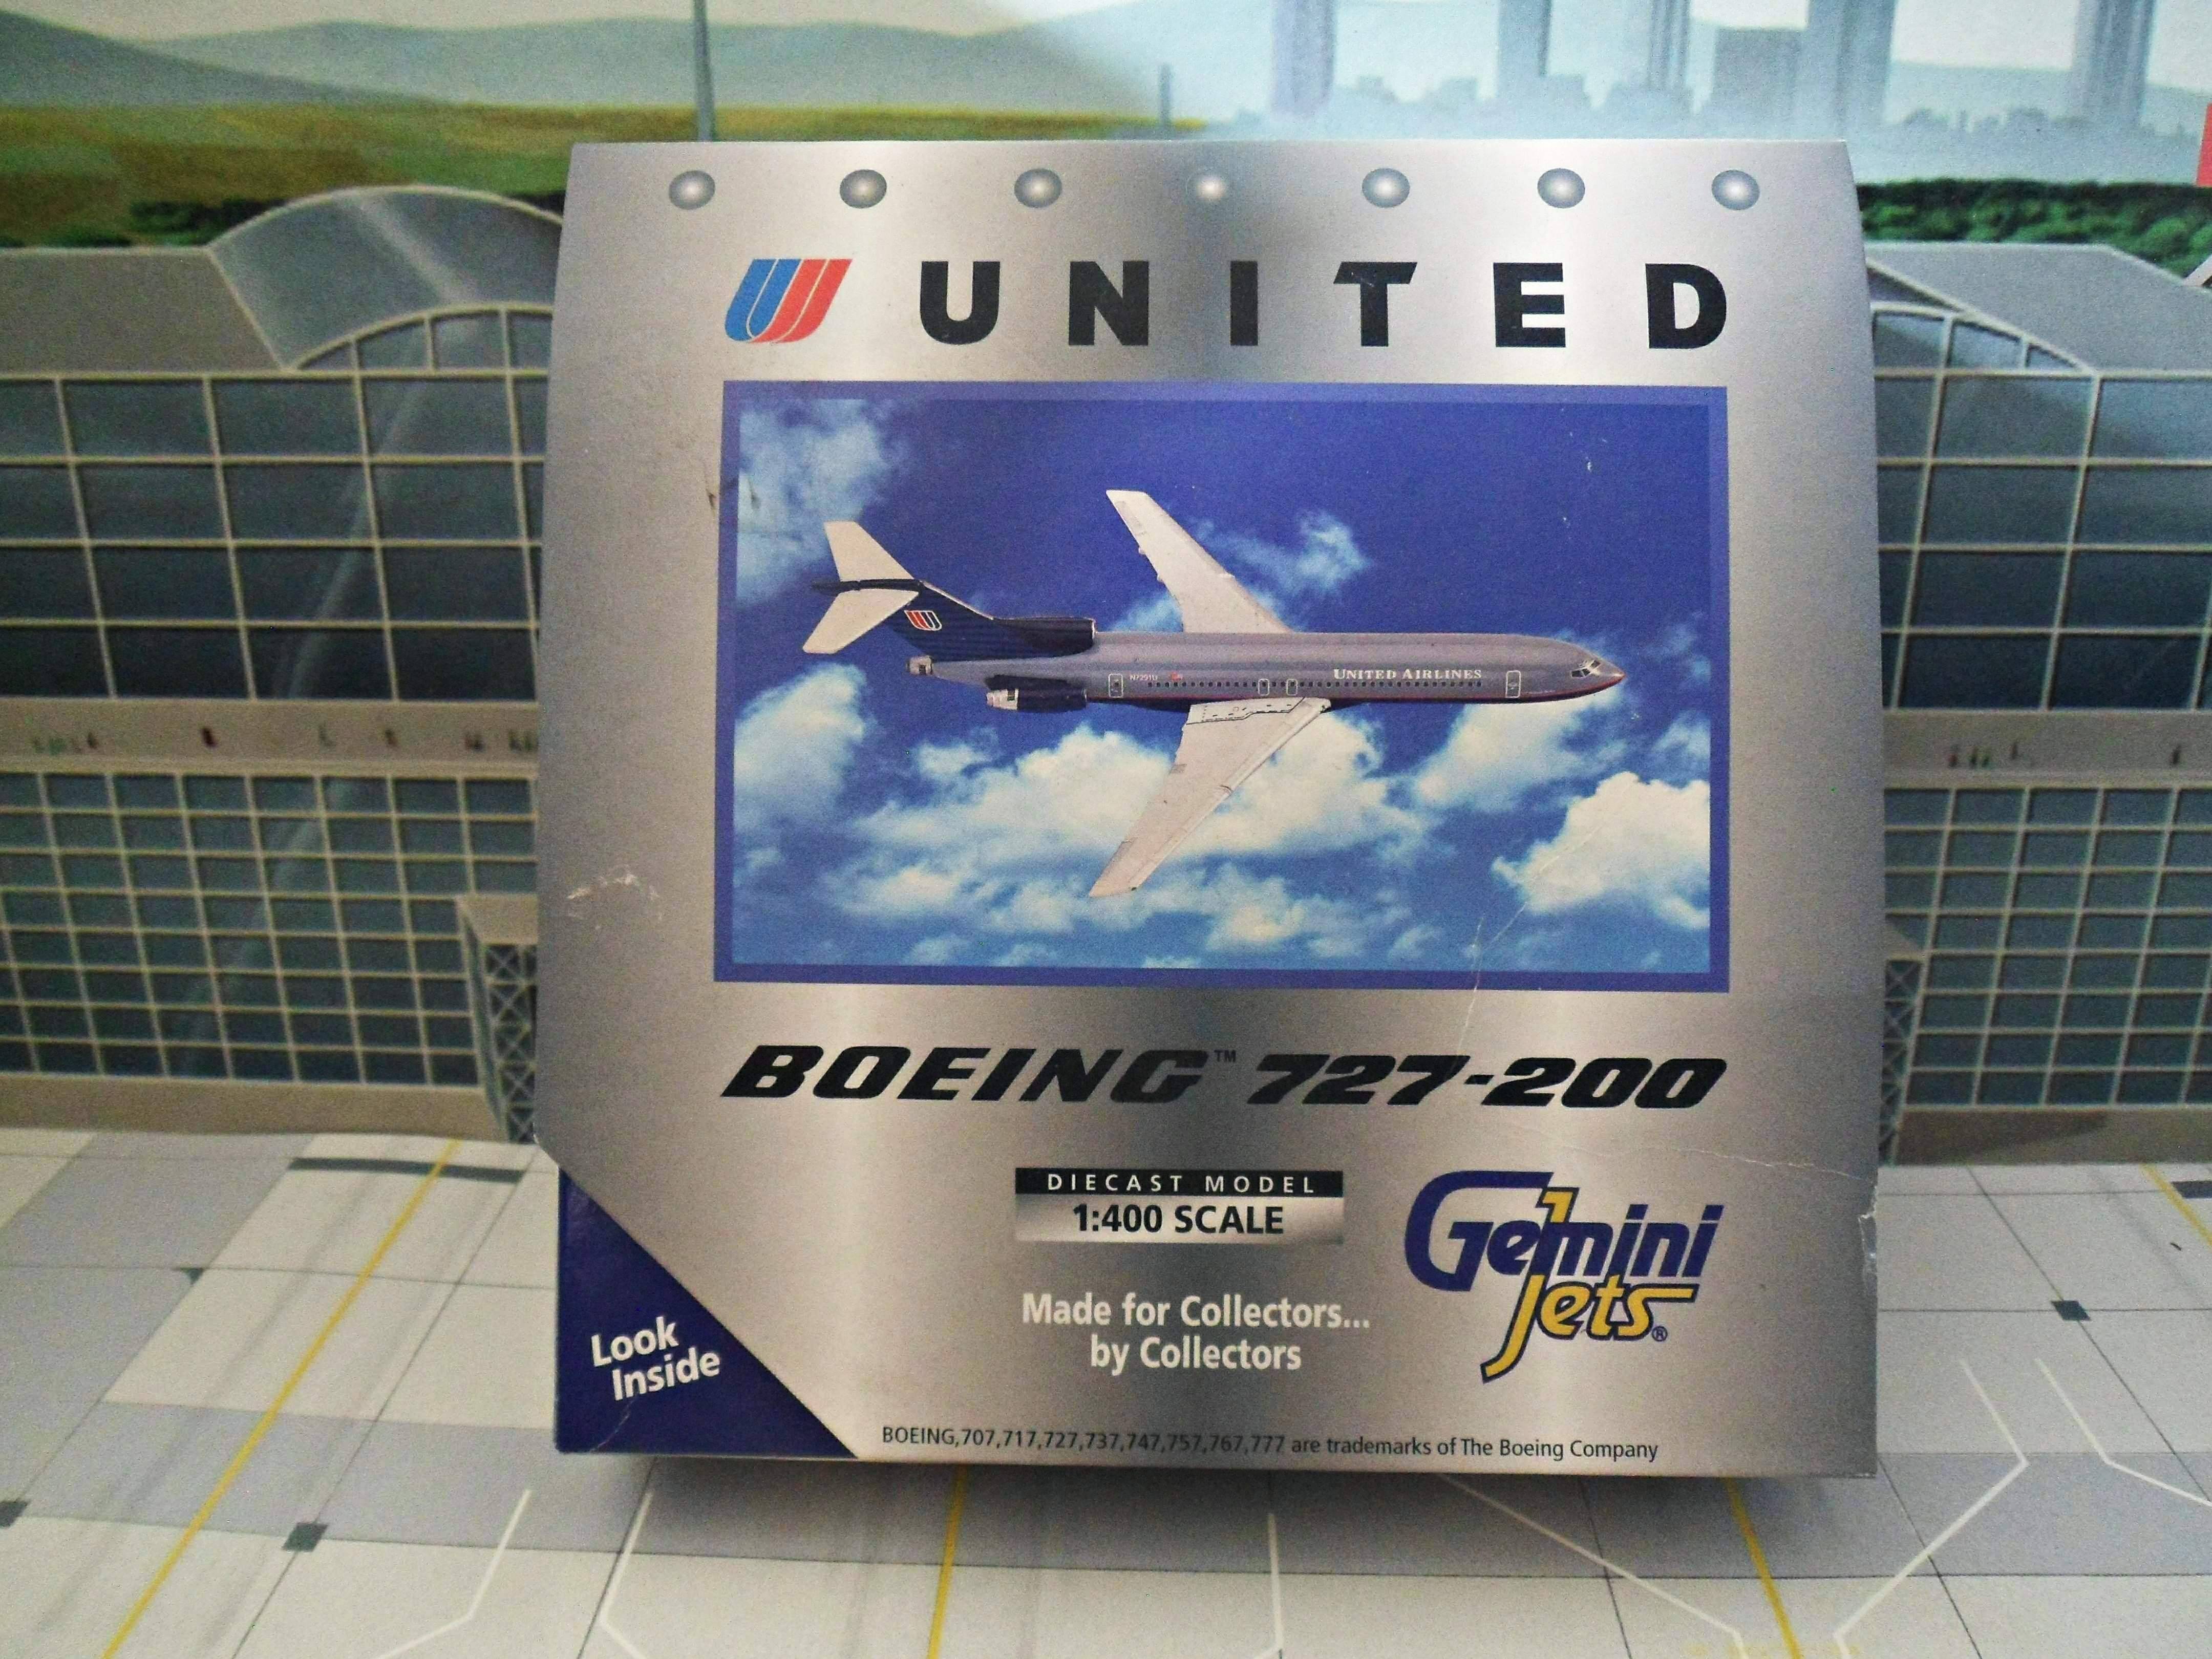 UNITED
UNITED AIRLINES
BOEING™ 727-200
DIECAST MODEL
1:400 SCALE
Gemini
Jets®
Made for Collectors...
by Collectors
Look
Inside
BOEING,707,717,727,737,747,757,767,777 are trademarks of The Boeing Company